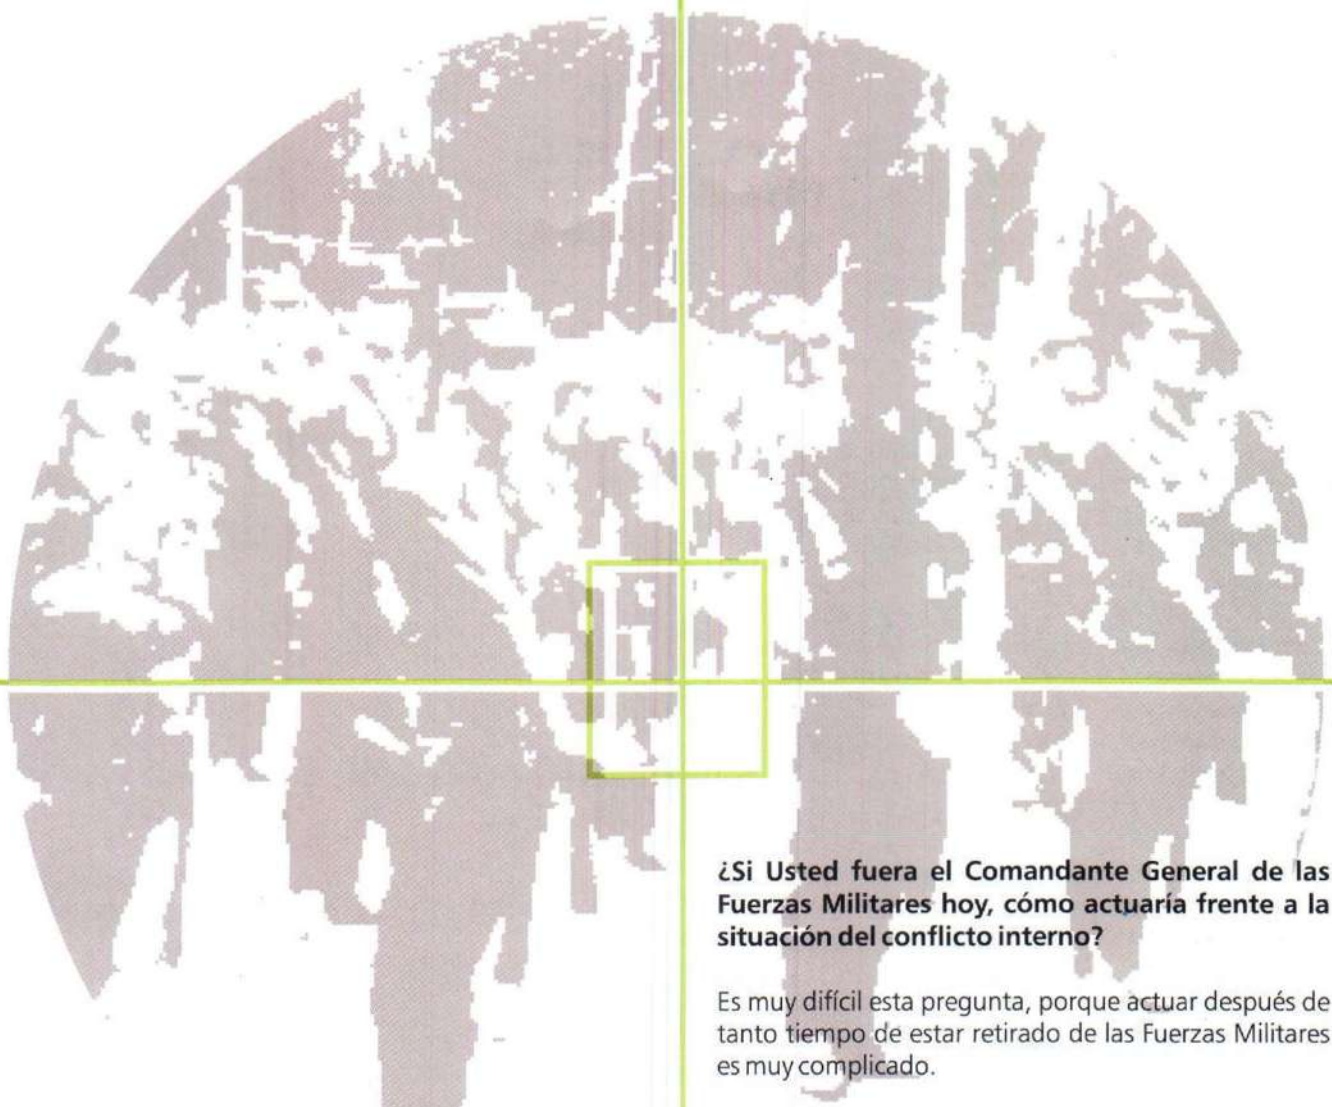 ¿Si Usted fuera el Comandante General de las
Fuerzas Militares hoy, cómo actuaría frente a la
situación del conflicto interno?
Es muy difícil esta pregunta, porque actuar después de
tanto tiempo de estar retirado de las Fuerzas Militares
es muy complicado.